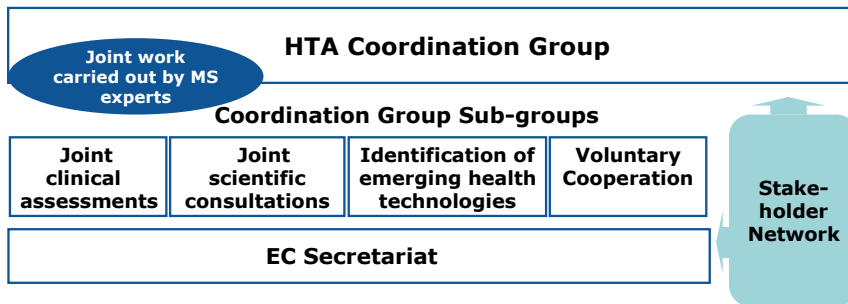 HTA Coordination Group
Joint work
carried out by MS
experts
Coordination Group Sub-groups
Joint
clinical
assessments
Joint
scientific
consultations
Identification of
emerging health
technologies
Voluntary
Cooperation
Stake-
holder
Network
EC Secretariat